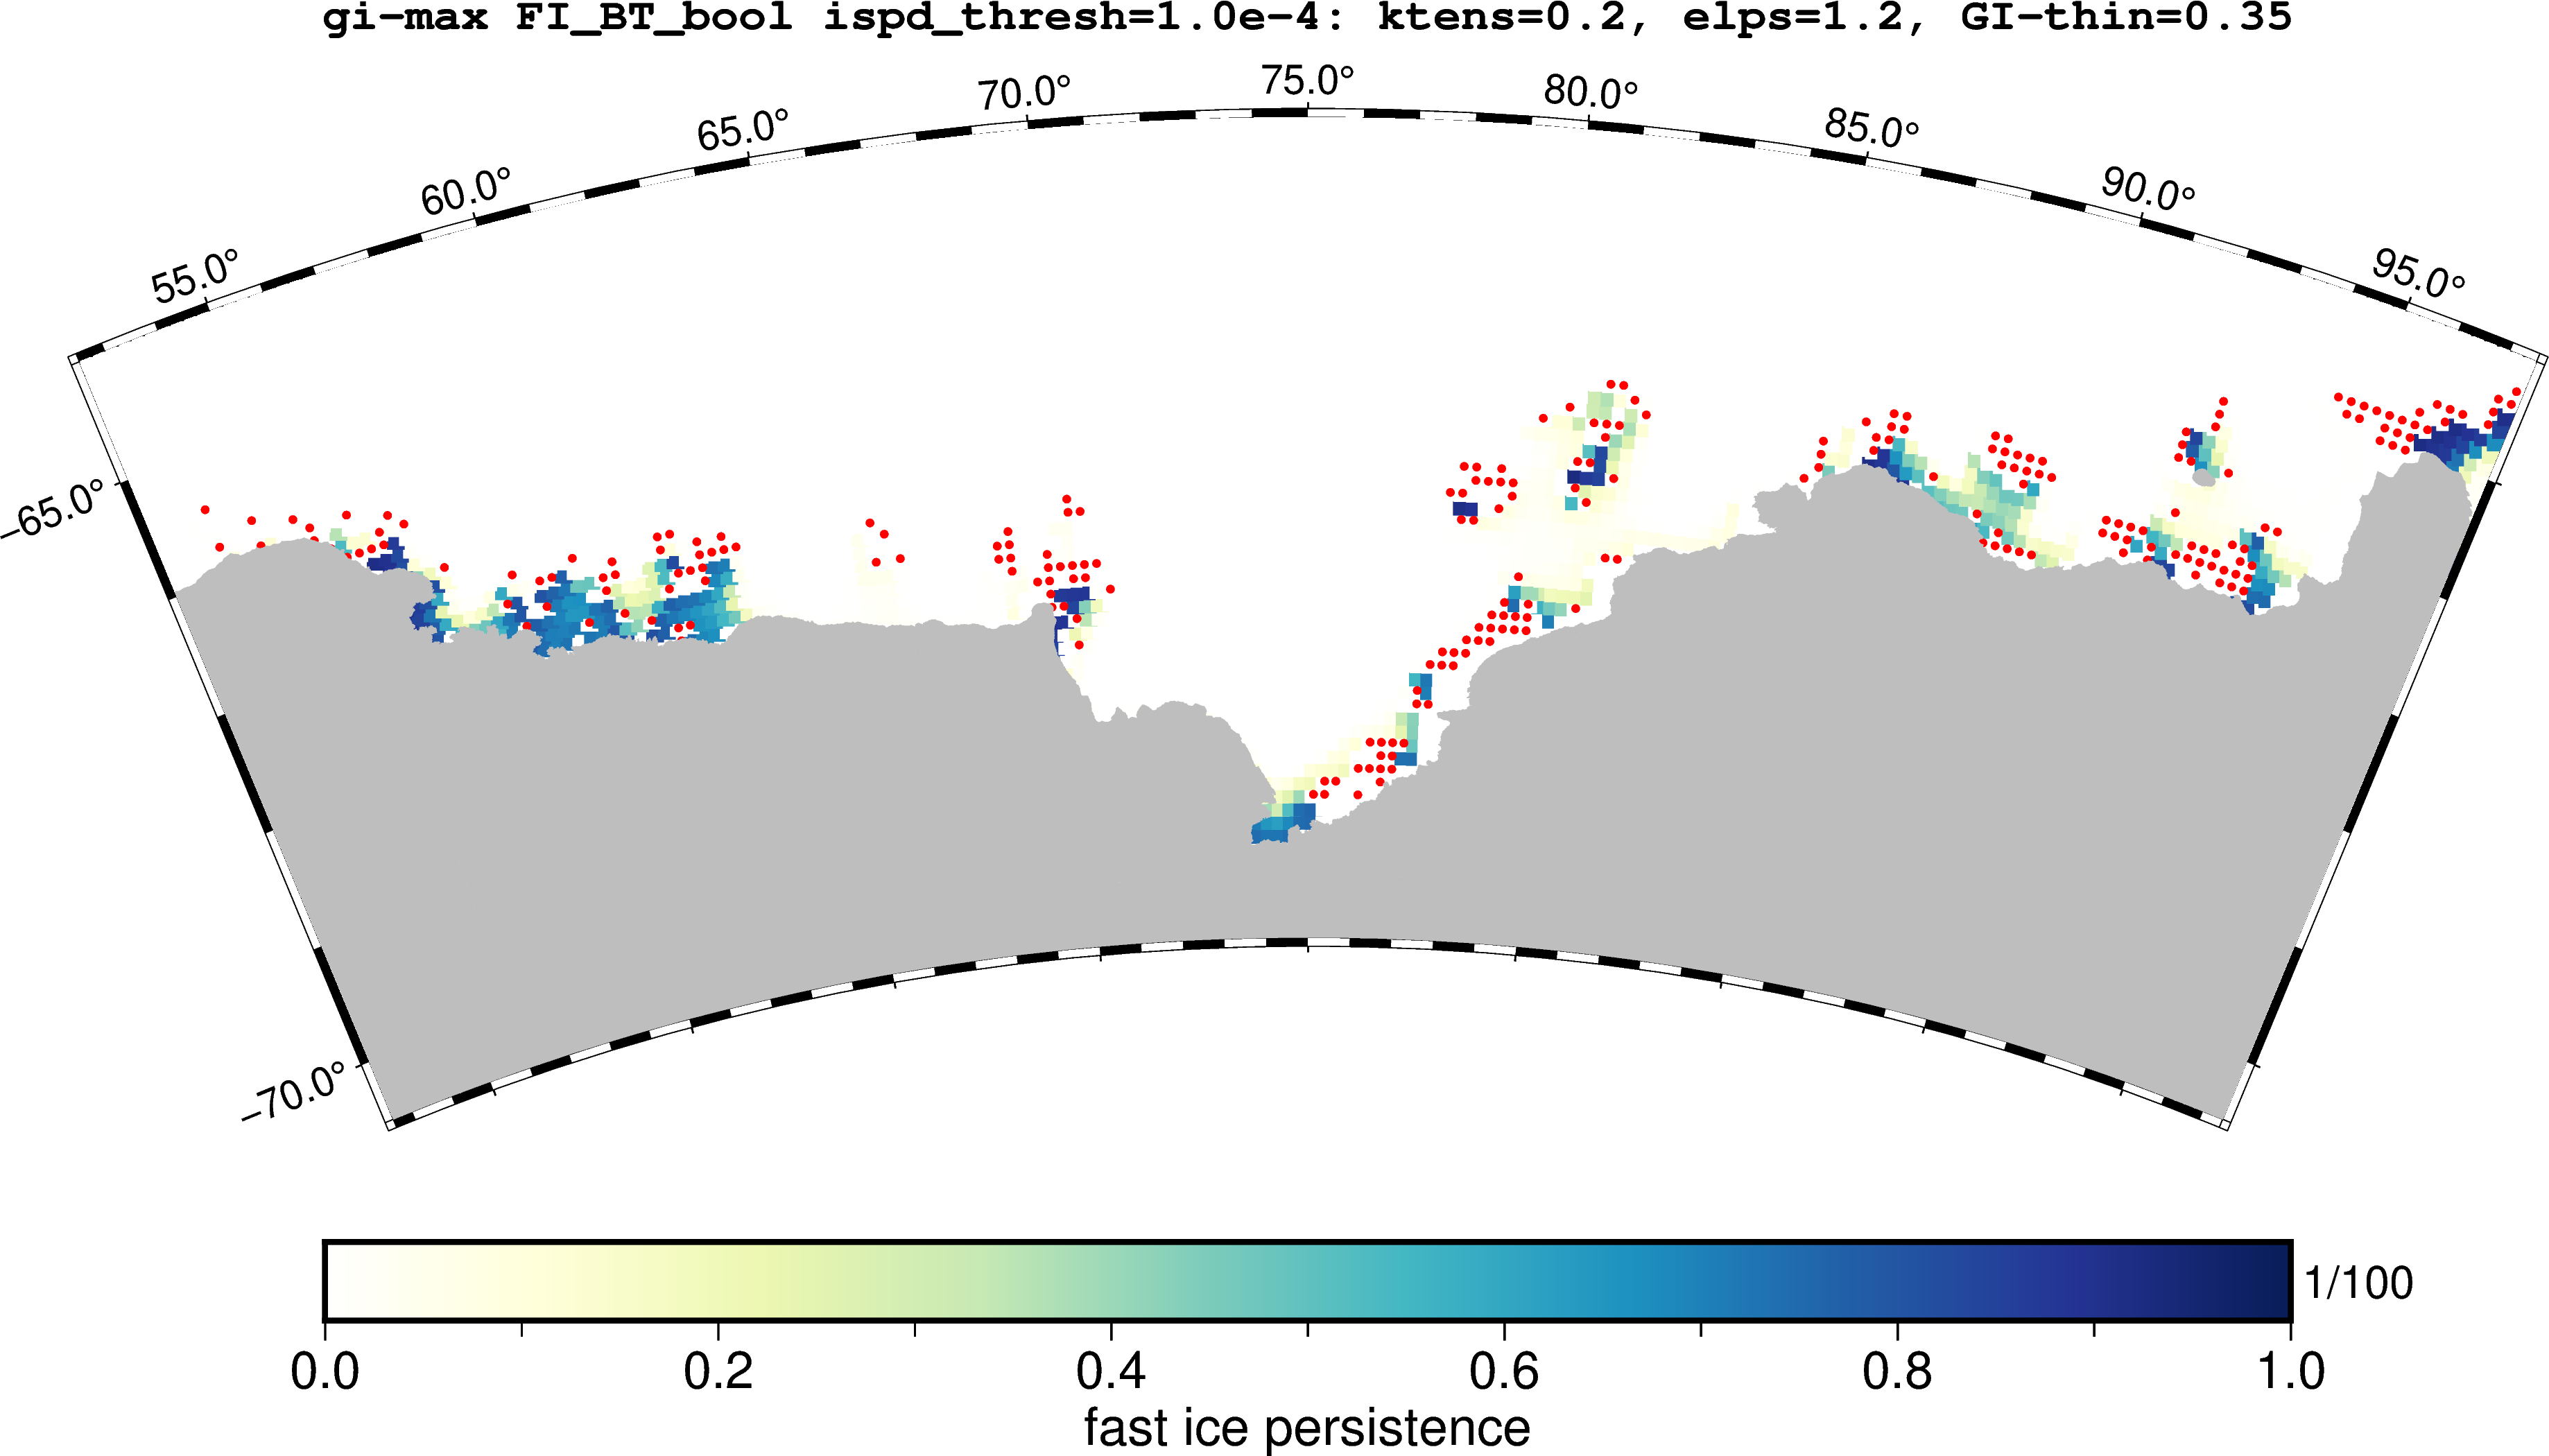 gi-max FI_BT_bool ispd_thresh=1.0e-4: ktens=0.2, elps=1.2, GI-thin=0.35
55.0° 60.0° 65.0° 70.0° 75.0° 80.0° 85.0° 90.0° 95.0°
-65.0°
-70.0°
1/100
0.0 0.2 0.4 0.6 0.8 1.0
fast ice persistence